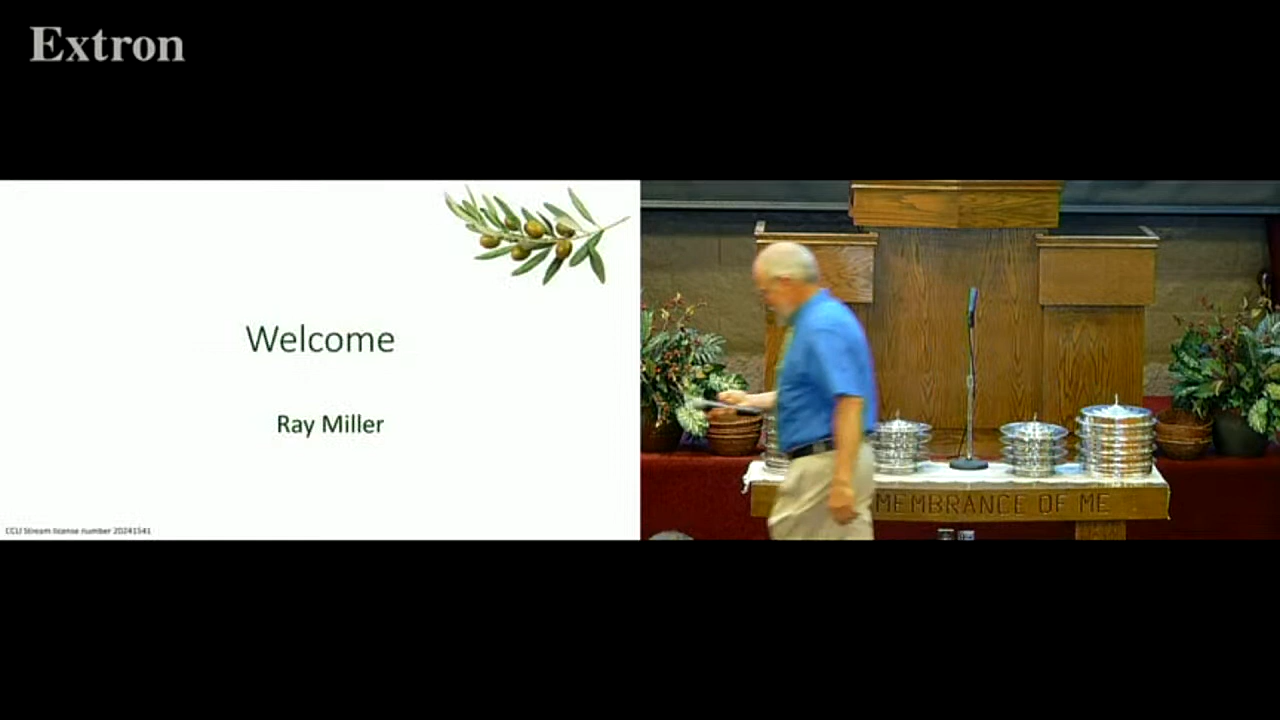 Extron
Welcome
Ray Miller
CCLI Stream license number 20241541
MEMBRANCE OF ME